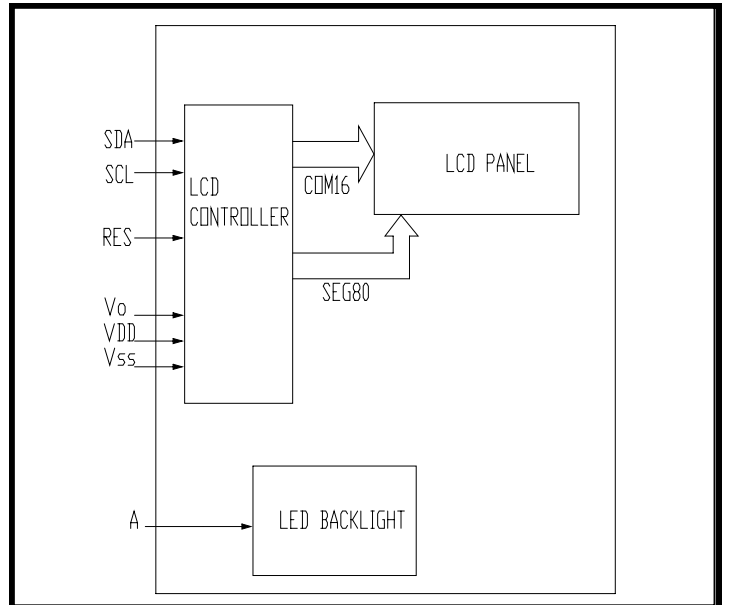 SDA
SCL
RES
Vo
VDD
Vss
LCD
CONTROLLER
COM16
SEG80
LCD PANEL
A
LED BACKLIGHT